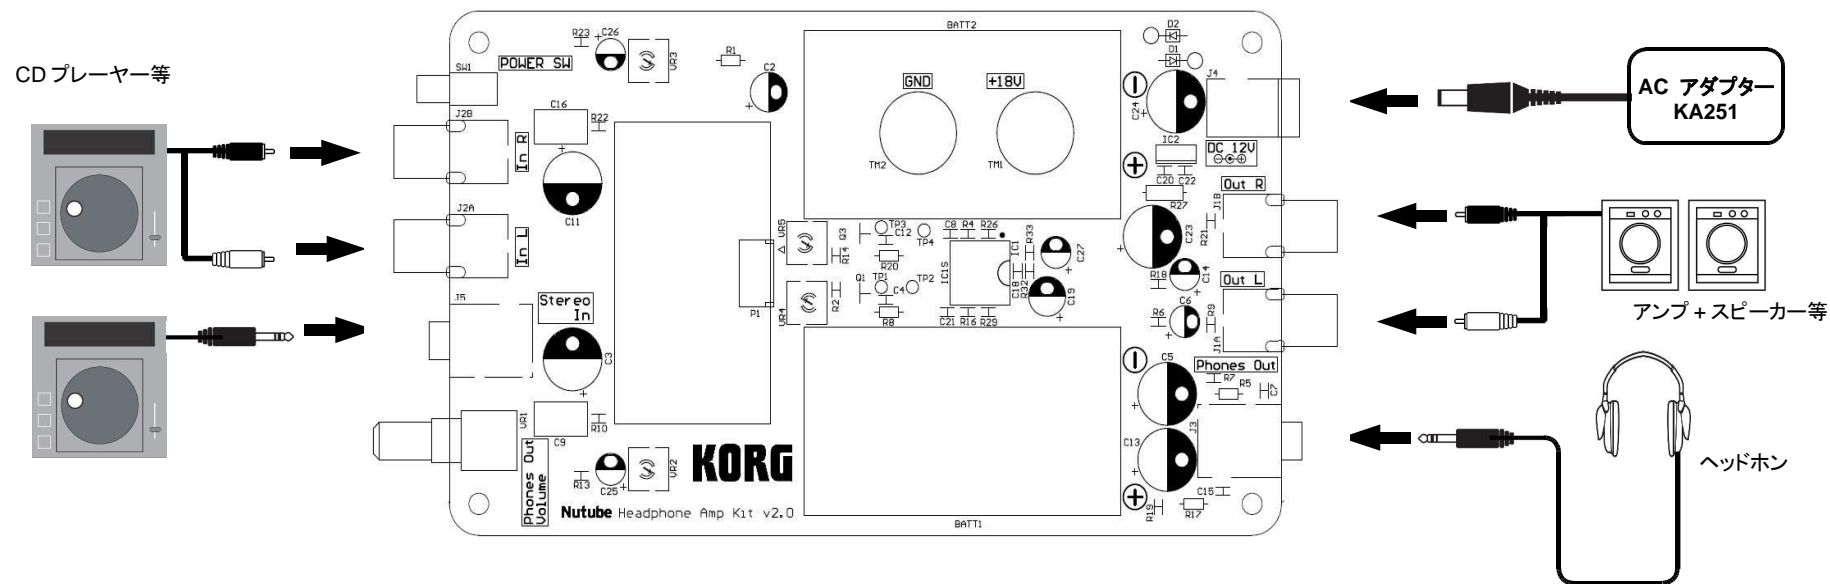 CD プレーヤー等
R23
C26
POWER SW
SW1
VR3
R1
C2
J2B
In R
C16
R22
C11
J2A
In L
J5
Stereo
In
C3
VR1
Phones Out
Volume
C9
R10
R13
C25
VR2
KORG
Nutube Headphone Amp Kit v2.0
P1
BATT2
GND
+18V
TM2
TM1
VR5
Q3
R14
TP3
C12
TP4
R20
C8
R4
R26
IC1
R33
C27
VR4
R2
Q1
TP1
C4
TP2
R8
IC1S
C18
R32
C19
C21
R16
R29
BATT1
D2
D1
C24
J4
IC2
DC 12V
C20
C22
R27
Out R
J1B
C23
R21
R18
C14
Out L
C6
R6
R9
J1A
Phones Out
C5
R7
R5
C7
C13
J3
C15
R19
R17
AC アダプター
KA251
アンプ + スピーカー等
ヘッドホン